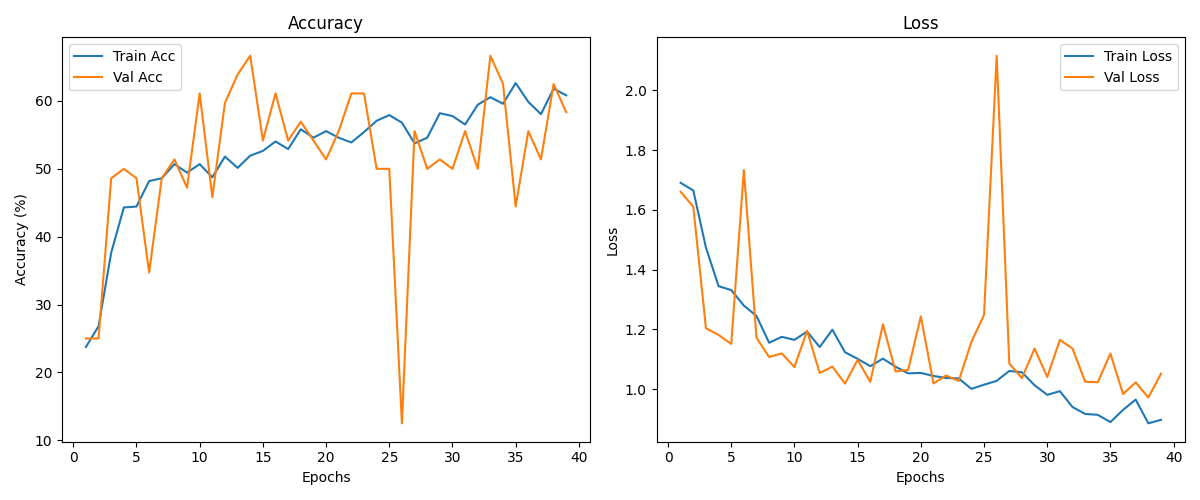 Accuracy
Train Acc
Val Acc
Accuracy (%)
60
50
40
30
20
10
0 5 10 15 20 25 30 35 40
Epochs
Loss
Train Loss
Val Loss
Loss
2.0
1.8
1.6
1.4
1.2
1.0
0 5 10 15 20 25 30 35 40
Epochs